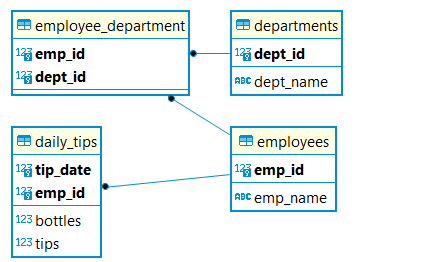 employee_department
123 emp_id
123 dept_id
departments
123 dept_id
ABC dept_name
daily_tips
123 tip_date
123 emp_id
123 bottles
123 tips
employees
123 emp_id
ABC emp_name